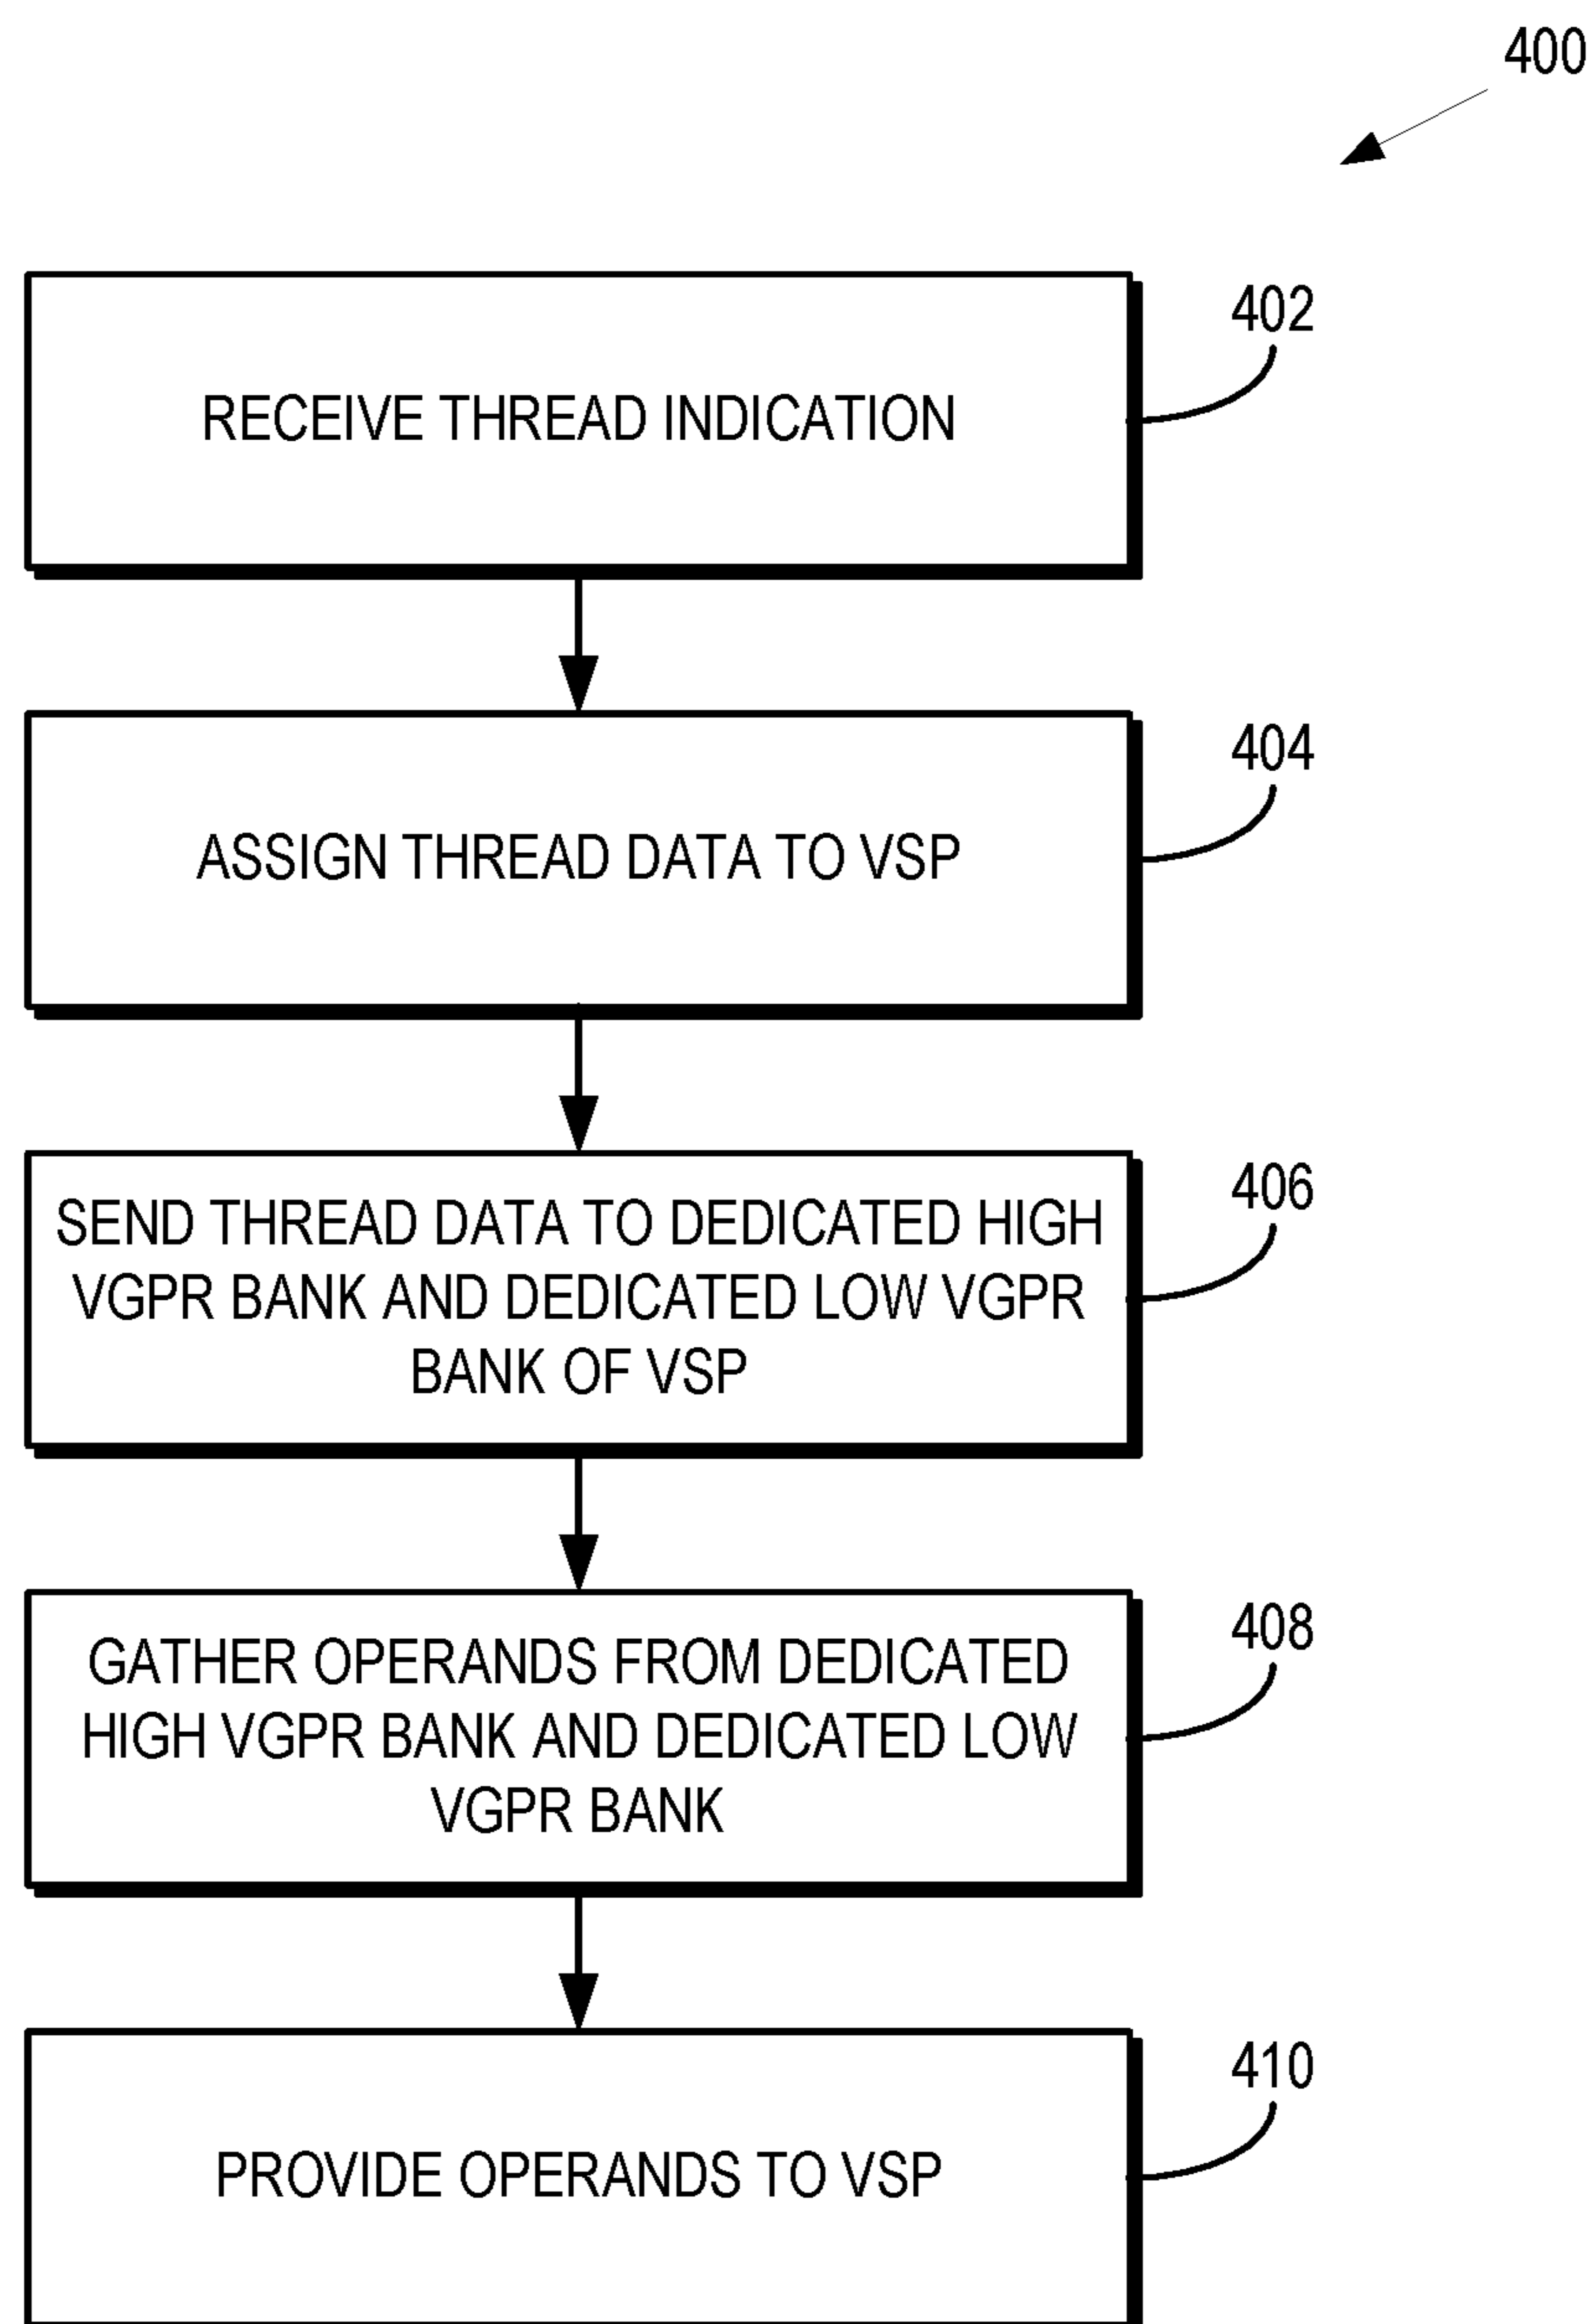 400
402
RECEIVE THREAD INDICATION
404
ASSIGN THREAD DATA TO VSP
406
SEND THREAD DATA TO DEDICATED HIGH
VGPR BANK AND DEDICATED LOW VGPR
BANK OF VSP
408
GATHER OPERANDS FROM DEDICATED
HIGH VGPR BANK AND DEDICATED LOW
VGPR BANK
410
PROVIDE OPERANDS TO VSP